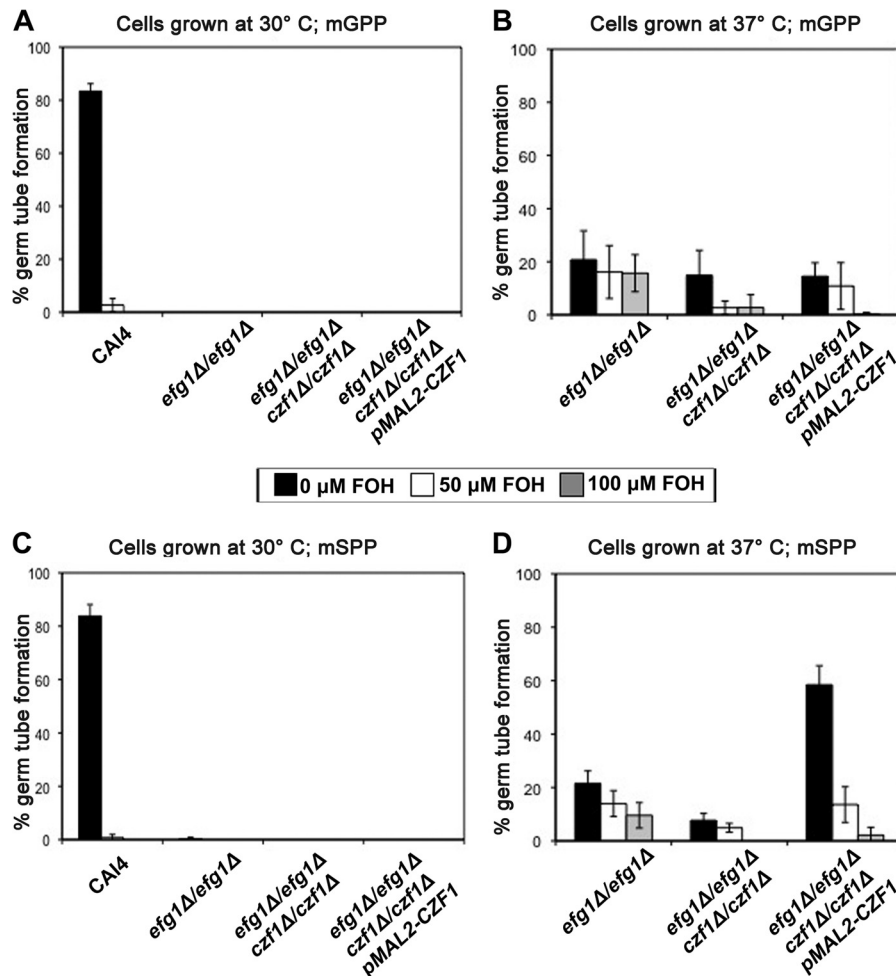 A
Cells grown at 30° C; mGPP
% germ tube formation
100
80
60
40
20
0
CAI4
efg1Δ/efg1Δ
efg1Δ/efg1Δ
czf1Δ/czf1Δ
efg1Δ/efg1Δ
czf1Δ/czf1Δ
pMAL2-CZF1
B
Cells grown at 37° C; mGPP
% germ tube formation
100
80
60
40
20
0
efg1Δ/efg1Δ
efg1Δ/efg1Δ
czf1Δ/czf1Δ
efg1Δ/efg1Δ
czf1Δ/czf1Δ
pMAL2-CZF1
0 µM FOH 50 µM FOH 100 µM FOH
C
Cells grown at 30° C; mSPP
% germ tube formation
100
80
60
40
20
0
CAI4
efg1Δ/efg1Δ
efg1Δ/efg1Δ
czf1Δ/czf1Δ
efg1Δ/efg1Δ
czf1Δ/czf1Δ
pMAL2-CZF1
D
Cells grown at 37° C; mSPP
% germ tube formation
100
80
60
40
20
0
efg1Δ/efg1Δ
efg1Δ/efg1Δ
czf1Δ/czf1Δ
efg1Δ/efg1Δ
czf1Δ/czf1Δ
pMAL2-CZF1